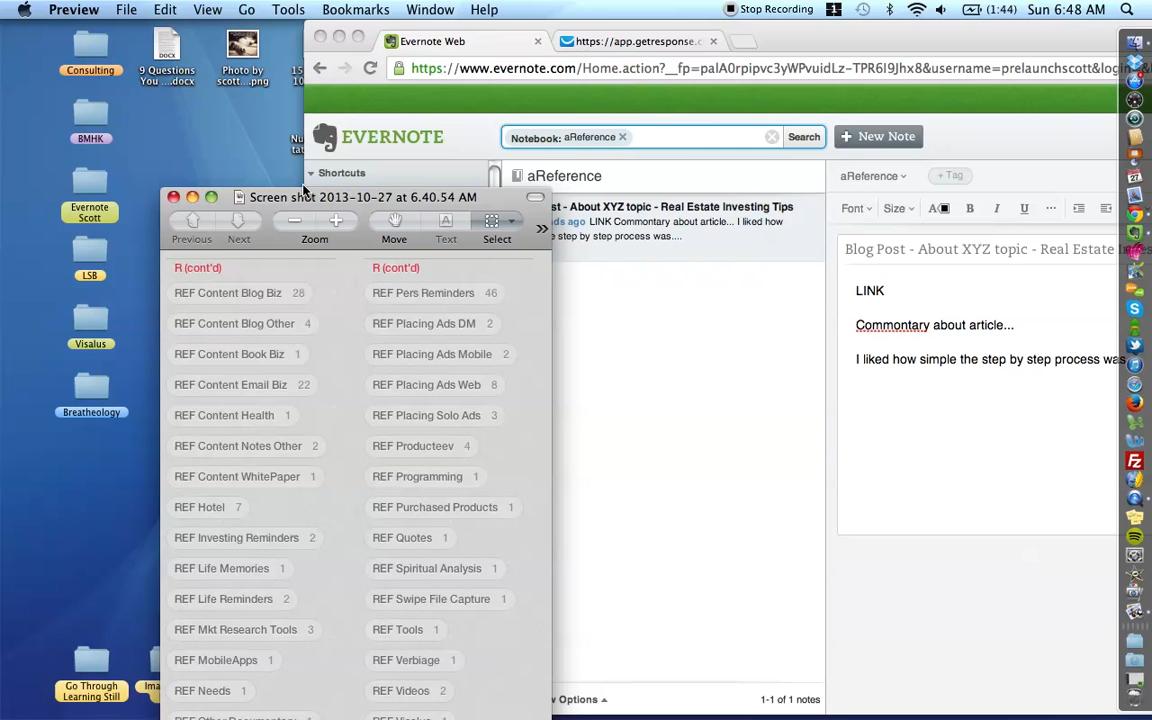 Preview File Edit View Go Tools Bookmarks Window Help Stop Recording 1 (1:44) Sun 6:48 AM
Consulting
9 Questions
You ....docx
Photo by
scott...png
15
10
BMHK
Nu
tat
Evernote
Scott
LSB
Visalus
Breatheology
Go Through
Learning Still
Ima
Evernote Web
https://app.getresponse.c
https://www.evernote.com/Home.action?__fp=palA0rpipvc3yWPvuidLz-TPR6I9Jhx8&username=prelaunchscott&login
EVERNOTE
Notebook: aReference
Search
+ New Note
Shortcuts
aReference
st - About XYZ topic - Real Estate Investing Tips
ds ago LINK Commentary about article... I liked how
e step by step process was....
w Options
1-1 of 1 notes
aReference
+ Tag
Font Size A B I U ...
Blog Post - About XYZ topic - Real Estate Inves
LINK
Commontary about article...
I liked how simple the step by step process was
Screen shot 2013-10-27 at 6.40.54 AM
Previous Next Zoom Move Text Select
R (cont'd) R (cont'd)
REF Content Blog Biz 28 REF Pers Reminders 46
REF Content Blog Other 4 REF Placing Ads DM 2
REF Content Book Biz 1 REF Placing Ads Mobile 2
REF Content Email Biz 22 REF Placing Ads Web 8
REF Content Health 1 REF Placing Solo Ads 3
REF Content Notes Other 2 REF Producteev 4
REF Content WhitePaper 1 REF Programming 1
REF Hotel 7 REF Purchased Products 1
REF Investing Reminders 2 REF Quotes 1
REF Life Memories 1 REF Spiritual Analysis 1
REF Life Reminders 2 REF Swipe File Capture 1
REF Mkt Research Tools 3 REF Tools 1
REF MobileApps 1 REF Verbiage 1
REF Needs 1 REF Videos 2